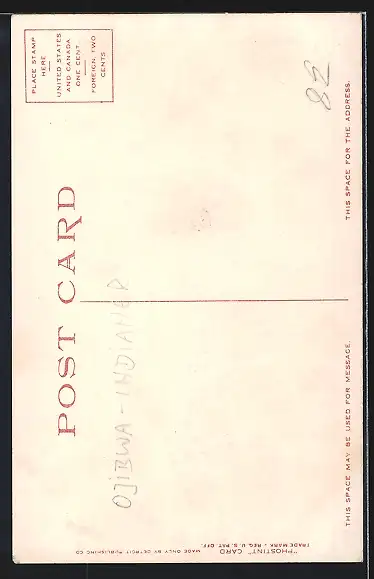 POST CARD
PLACE STAMP
HERE
UNITED STATES
AND CANADA
ONE CENT
FOREIGN, TWO
CENTS
THIS SPACE MAY BE USED FOR MESSAGE
THIS SPACE FOR THE ADDRESS.
OJIBWA-INDIANER
"PHOSTINT" CARD
TRADE MARK • REG. U.S. PAT. OFF.
MADE ONLY BY DETROIT PUBLISHING CO